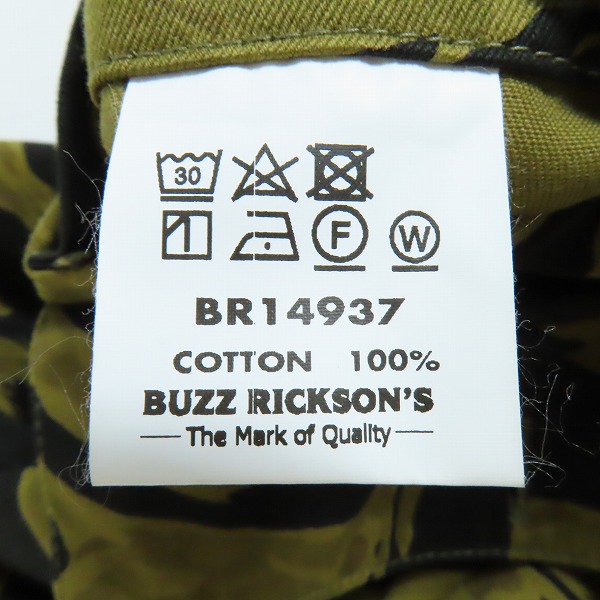 30
F W
BR14937
COTTON 100%
BUZZ RICKSON'S
The Mark of Quality